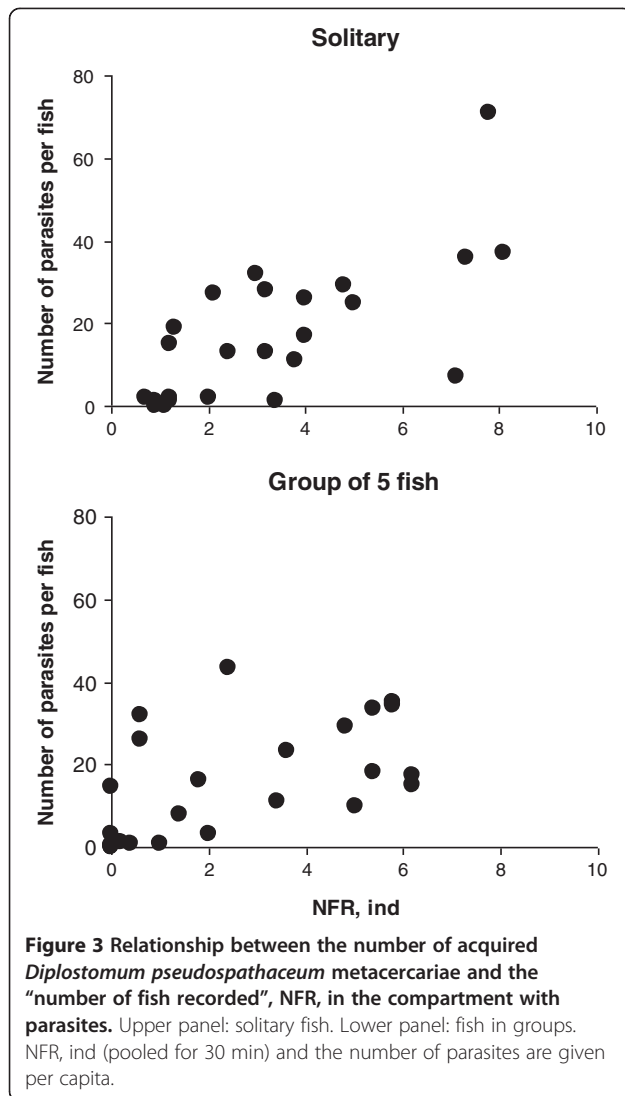 Solitary
Number of parasites per fish
80
60
40
20
0
0 2 4 6 8 10
Group of 5 fish
Number of parasites per fish
80
60
40
20
0
0 2 4 6 8 10
NFR, ind
Figure 3 Relationship between the number of acquired
Diplostomum pseudospathaceum metacercariae and the
“number of fish recorded”, NFR, in the compartment with
parasites. Upper panel: solitary fish. Lower panel: fish in groups.
NFR, ind (pooled for 30 min) and the number of parasites are given
per capita.